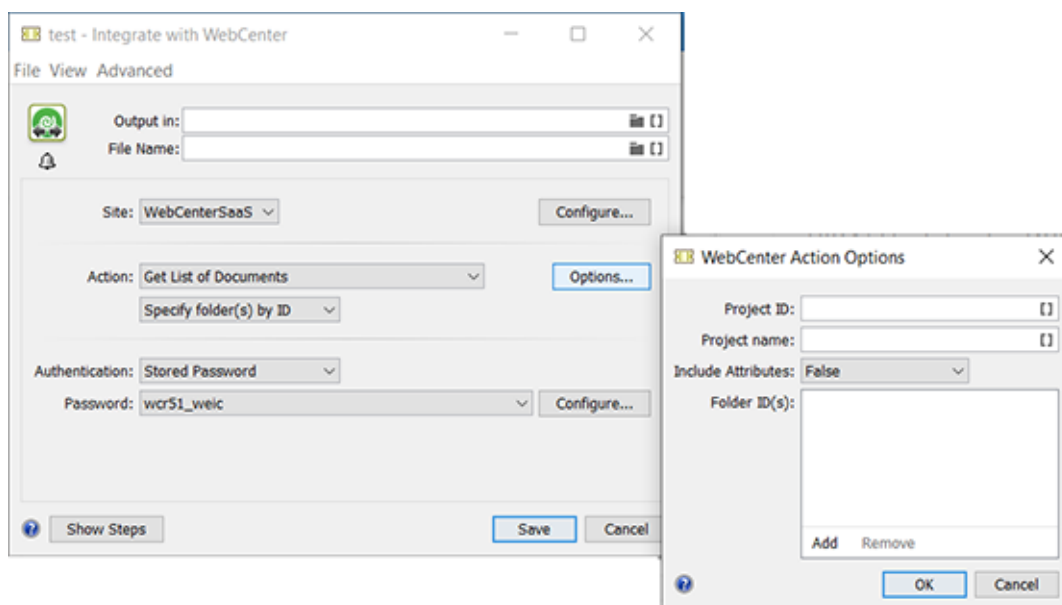 test - Integrate with WebCenter
File View Advanced
Output in:
File Name:
Site: WebCenterSaaS Configure...
Action: Get List of Documents Options...
Specify folder(s) by ID
Authentication: Stored Password
Password: wcr51_weic Configure...
Show Steps Save Cancel
WebCenter Action Options
Project ID:
Project name:
Include Attributes: False
Folder ID(s):
Add Remove
OK Cancel